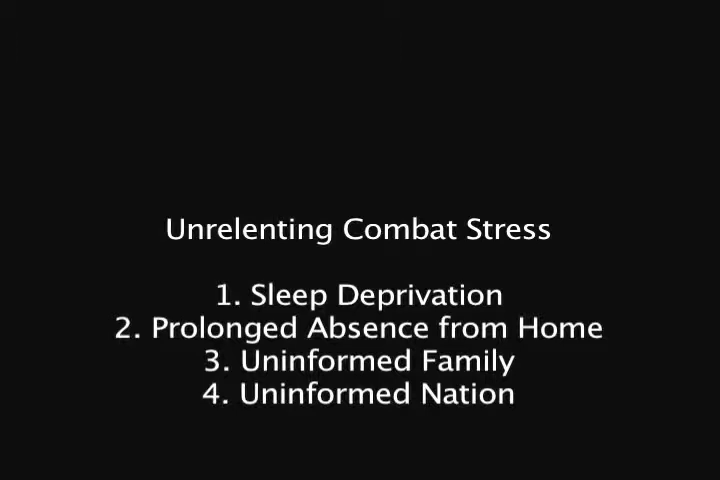 Unrelenting Combat Stress
1. Sleep Deprivation
2. Prolonged Absence from Home
3. Uninformed Family
4. Uninformed Nation